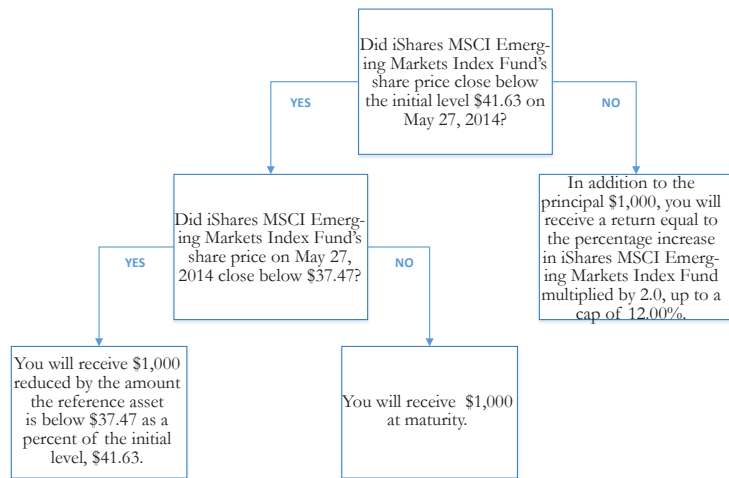 Did iShares MSCI Emerg-
ing Markets Index Fund's
share price close below
the initial level $41.63 on
May 27, 2014?
YES
NO
Did iShares MSCI Emerg-
ing Markets Index Fund's
share price on May 27,
2014 close below $37.47?
In addition to the
principal $1,000, you will
receive a return equal to
the percentage increase
in iShares MSCI Emerg-
ing Markets Index Fund
multiplied by 2.0, up to a
cap of 12.00%.
YES
NO
You will receive $1,000
reduced by the amount
the reference asset
is below $37.47 as a
percent of the initial
level, $41.63.
You will receive $1,000
at maturity.